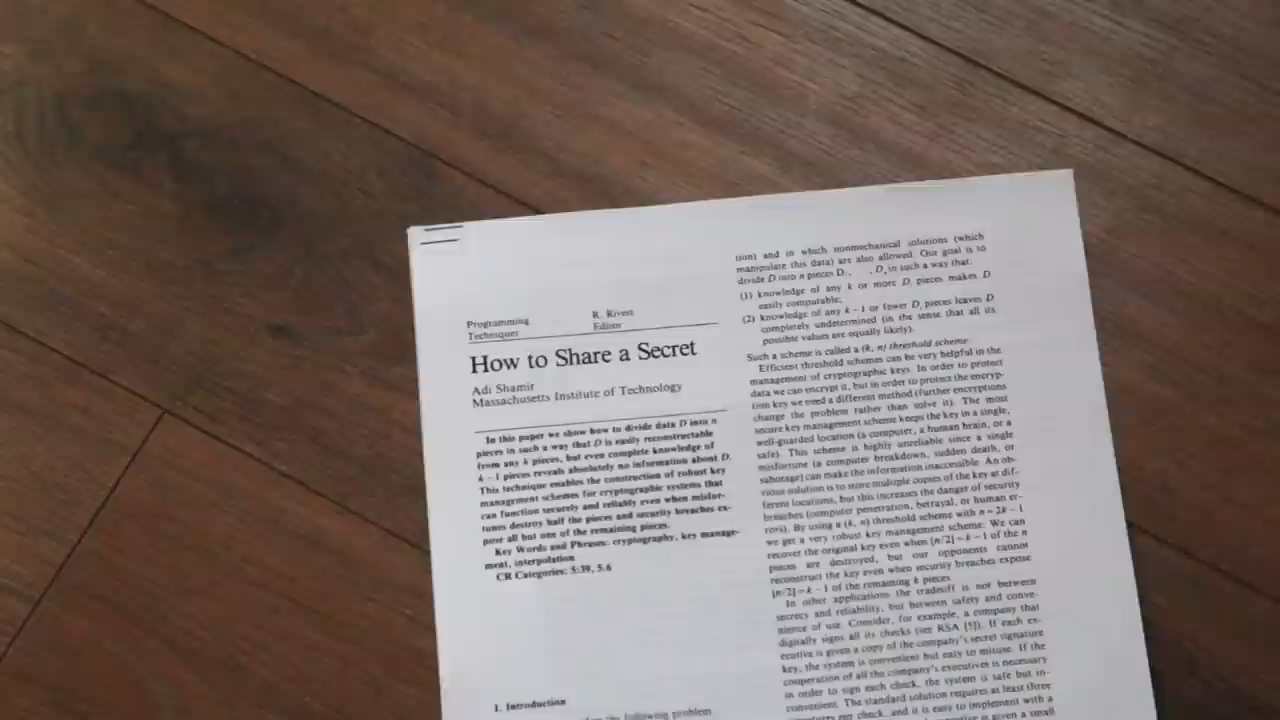 Programming
Techniques
R. Rivest
Editor
How to Share a Secret
Adi Shamir
Massachusetts Institute of Technology
In this paper we show how to divide data D into n
pieces in such a way that D is easily reconstructable
from any k pieces, but even complete knowledge of
k - 1 pieces reveals absolutely no information about D.
This technique enables the construction of robust key
management schemes for cryptographic systems that
can function securely and reliably even when misfor-
tunes destroy half the pieces and security breaches ex-
pose all but one of the remaining pieces.
Key Words and Phrases: cryptography, key manage-
ment, interpolation
CR Categories: 5:39, 5.6
1. Introduction
the following problem
tion) and in which nonmechanical solutions (which
manipulate this data) are also allowed. Our goal is to
divide D into n pieces D , D in such a way that:
(1) knowledge of any k or more D pieces makes D
easily computable;
(2) knowledge of any k - 1 or fewer D pieces leaves D
completely undetermined (in the sense that all its
possible values are equally likely).
Such a scheme is called a (k, n) threshold scheme
Efficient threshold schemes can be very helpful in the
management of cryptographic keys. In order to protect
data we can encrypt it, but in order to protect the encryp-
tion key we need a different method (further encryptions
change the problem rather than solve it). The most
secure key management scheme keeps the key in a single,
well-guarded location (a computer, a human brain, or a
safe). This scheme is highly unreliable since a single
misfortune (a computer breakdown, sudden death, or
sabotage) can make the information inaccessible. An ob-
vious solution is to store multiple copies of the key at dif-
ferent locations, but this increases the danger of security
breaches (computer penetration, betrayal, or human er-
rors). By using a (k, n) threshold scheme with n = 2k - 1
we get a very robust key management scheme: We can
recover the original key even when [n/2] = k - 1 of the n
pieces are destroyed, but our opponents cannot
reconstruct the key even when security breaches expose
[n/2] = k - 1 of the remaining k pieces
In other applications the tradeoff is not between
secrecy and reliability, but between safety and conve-
nience of use. Consider, for example, a company that
digitally signs all its checks (see RSA [5]). If each ex-
ecutive is given a copy of the company's secret signature
key, the system is convenient but easy to misuse. If the
cooperation of all the company's executives is necessary
in order to sign each check, the system is safe but in-
convenient. The standard solution requires at least three
per check, and it is easy to implement with a
is given a small